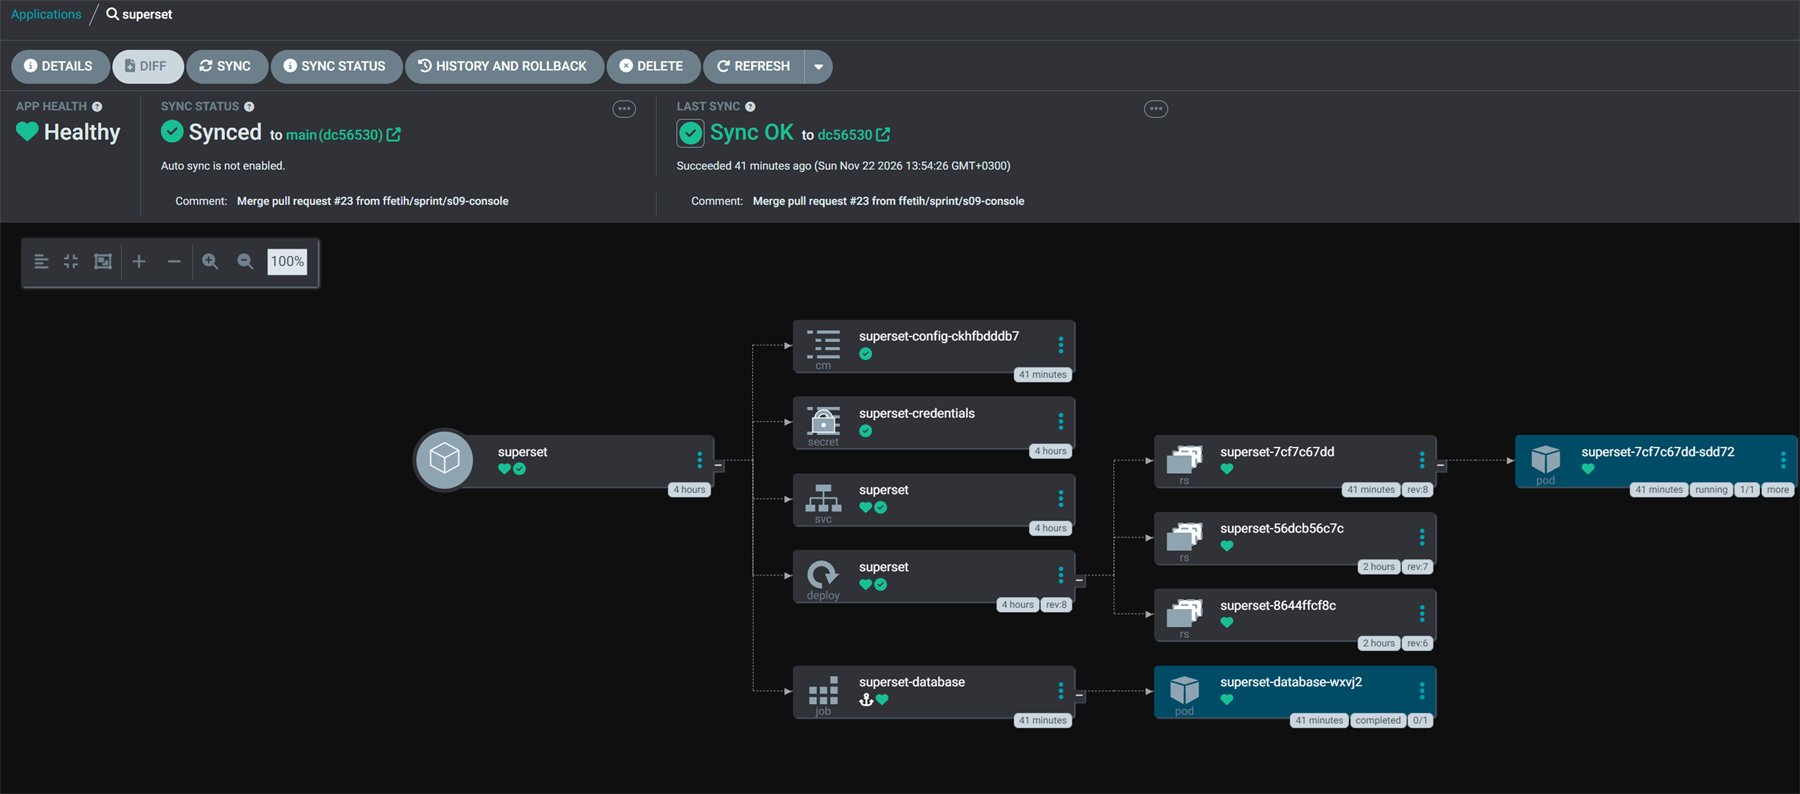 Applications / superset
DETAILS DIFF SYNC SYNC STATUS HISTORY AND ROLLBACK DELETE REFRESH
APP HEALTH
Healthy
SYNC STATUS
Synced to main (dc56530)
Auto sync is not enabled.
Comment: Merge pull request #23 from ffetih/sprint/s09-console
LAST SYNC
Sync OK to dc56530
Succeeded 41 minutes ago (Sun Nov 22 2026 13:54:26 GMT+0300)
Comment: Merge pull request #23 from ffetih/sprint/s09-console
100%
superset
4 hours
superset-config-ckhfbdddb7
cm
41 minutes
superset-credentials
secret
4 hours
superset
svc
4 hours
superset
deploy
4 hours rev:8
superset-database
job
41 minutes
superset-7cf7c67dd
rs
41 minutes rev:8
superset-56dcb56c7c
rs
2 hours rev:7
superset-8644ffcf8c
rs
2 hours rev:6
superset-database-wxvj2
pod
41 minutes completed 0/1
superset-7cf7c67dd-sdd72
pod
41 minutes running 1/1 more